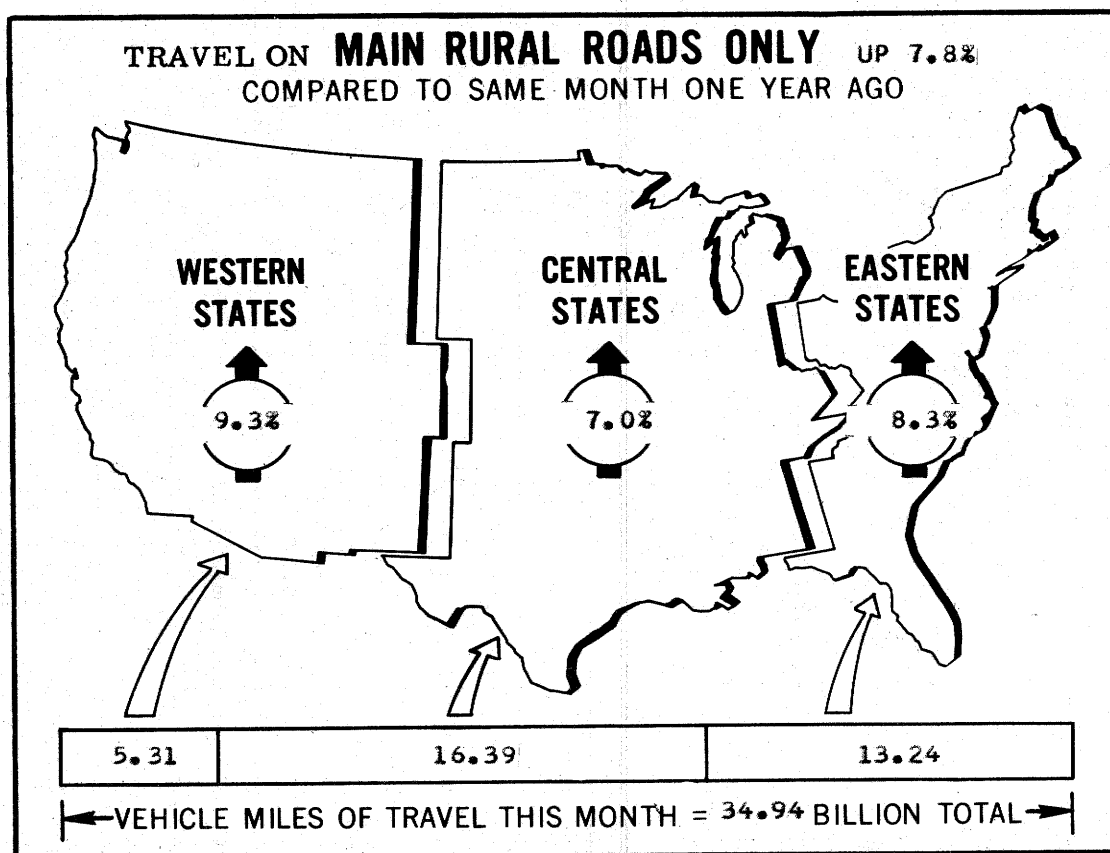 TRAVEL ON MAIN RURAL ROADS ONLY UP 7.8%
COMPARED TO SAME MONTH ONE YEAR AGO
WESTERN
STATES
9.3%
CENTRAL
STATES
7.0%
EASTERN
STATES
8.3%
5.31 16.39 13.24
VEHICLE MILES OF TRAVEL THIS MONTH = 34.94 BILLION TOTAL